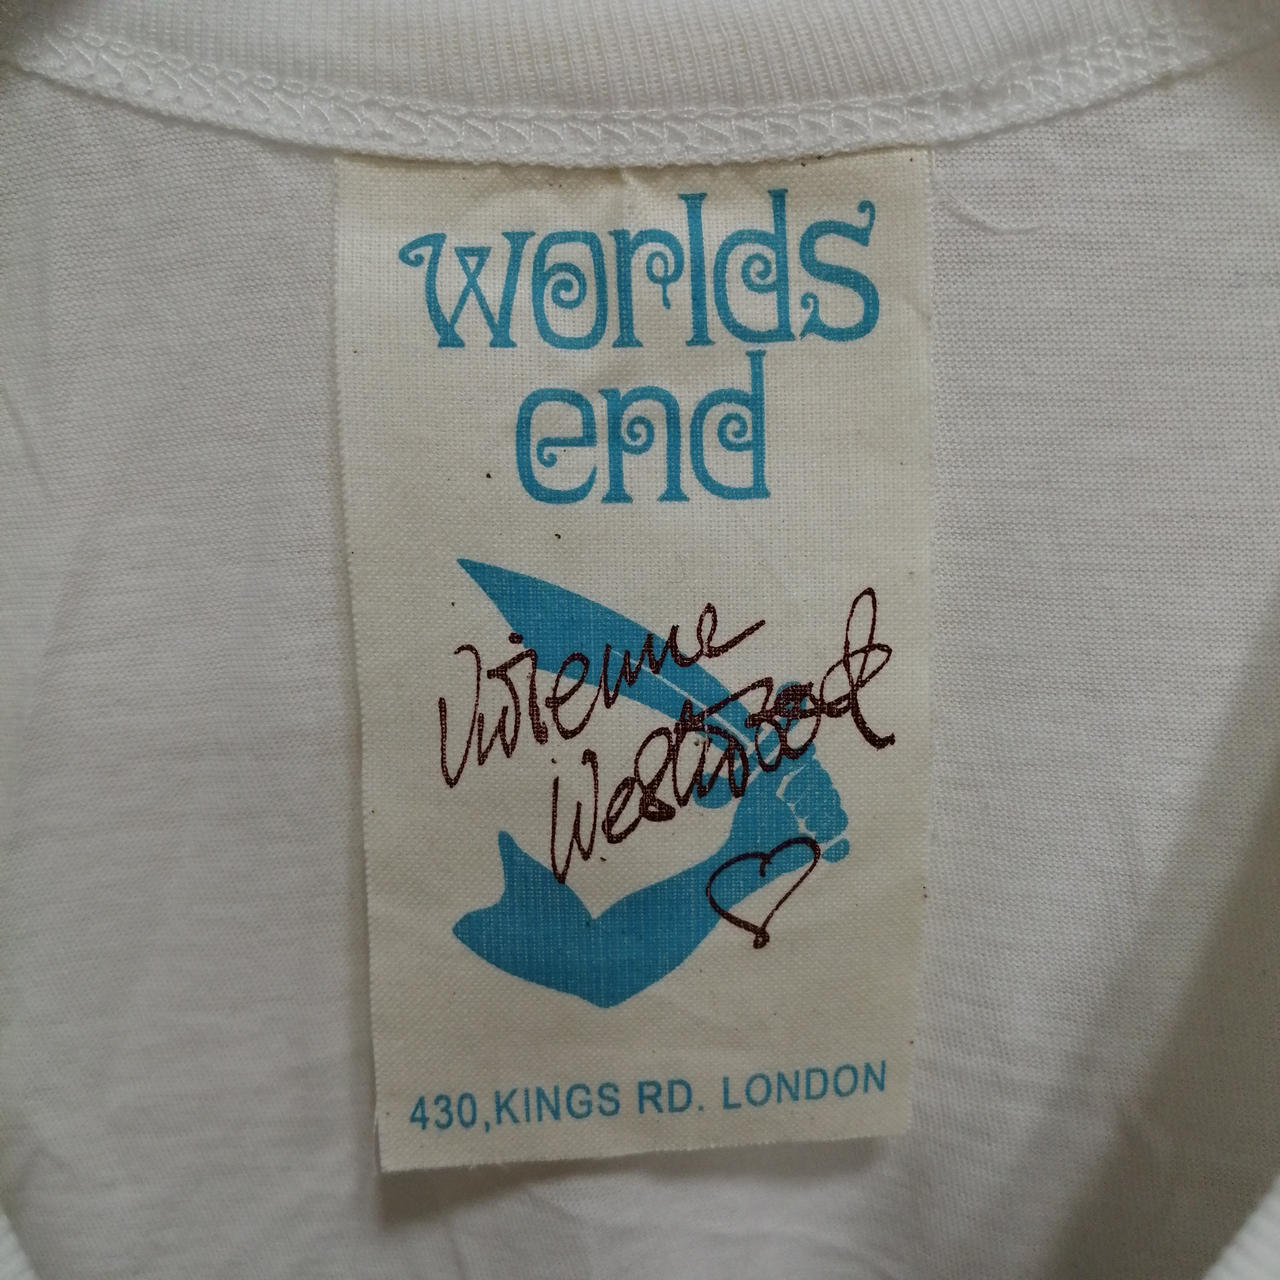 worlds
end
Vivienne
Westwood
430,KINGS RD. LONDON